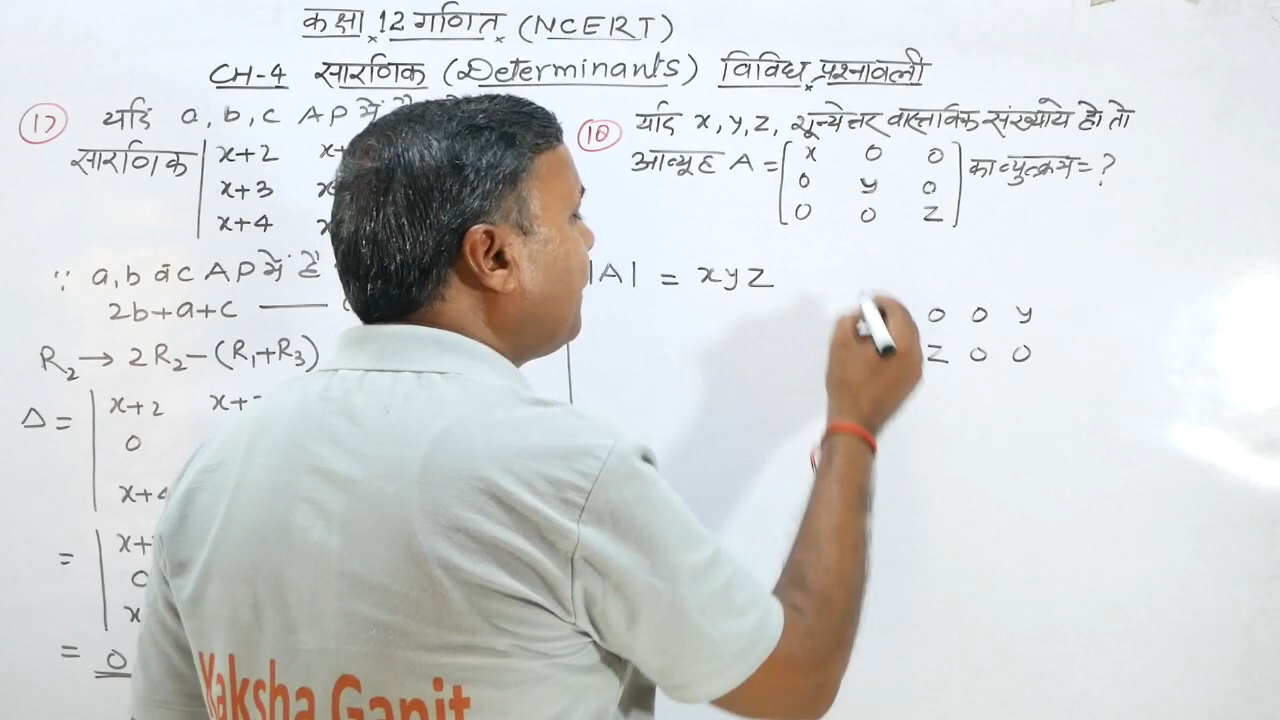 कक्षा 12 गणित (NCERT)
CH-4 सारणिक (Determinants) विविध प्रश्नावली
17 यदि a, b, c AP में
सारणिक | x+2
x+3
x+4
∵ a, b व c AP में हैं
2b+a+c
R₂ → 2R₂-(R₁+R₃)
Δ = | x+2 x+
0
x+4
= | x+
0
x
= 0
18 यदि x, y, z, शून्येत्तर वास्तविक संख्याये हो तो
आव्यूह A = [ x 0 0
0 y 0
0 0 z ] का व्युत्क्रम = ?
|A| = xyz
0 0 y
z 0 0
Yaksha Ganit